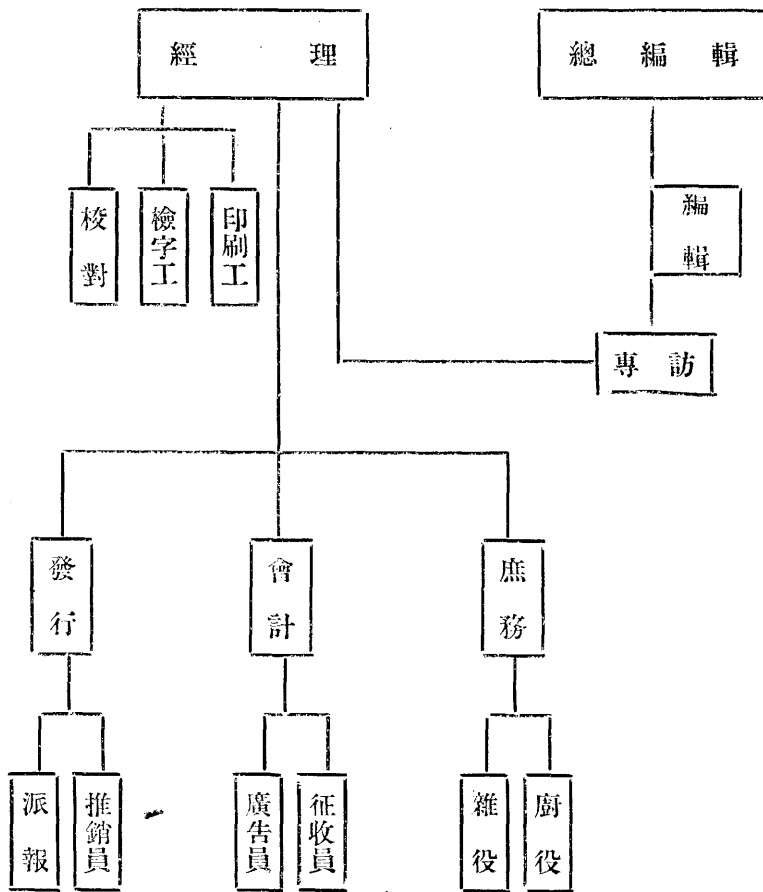 經理
總編輯
校對
檢字工
印刷工
編輯
專訪
發行
會計
庶務
派報
推銷員
廣告員
征收員
雜役
廚役